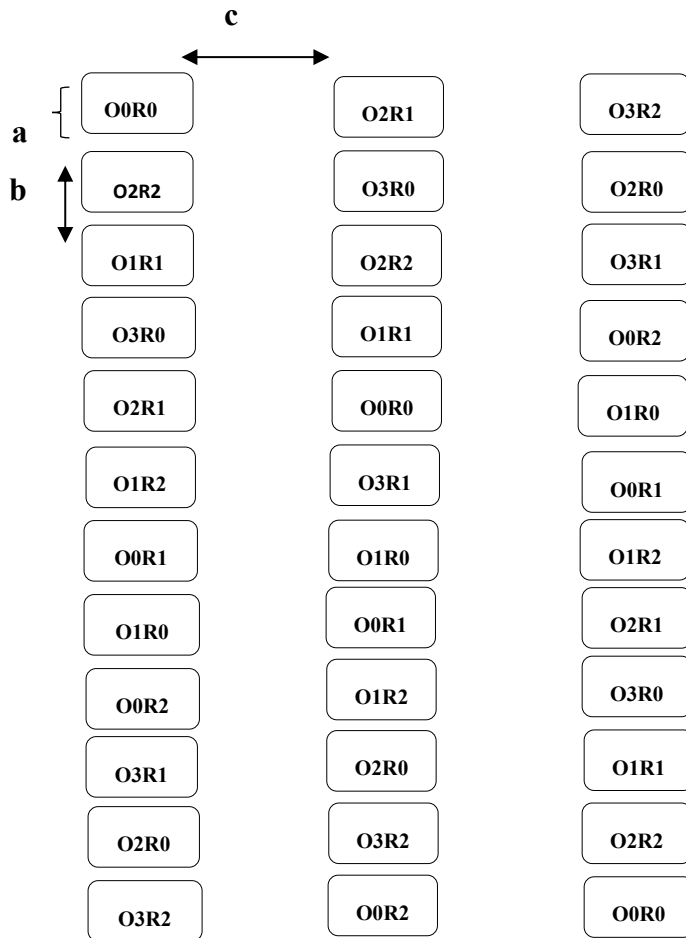 c
a
b
O0R0 O2R1 O3R2
O2R2 O3R0 O2R0
O1R1 O2R2 O3R1
O3R0 O1R1 O0R2
O2R1 O0R0 O1R0
O1R2 O3R1 O0R1
O0R1 O1R0 O1R2
O1R0 O0R1 O2R1
O0R2 O1R2 O3R0
O3R1 O2R0 O1R1
O2R0 O3R2 O2R2
O3R2 O0R2 O0R0